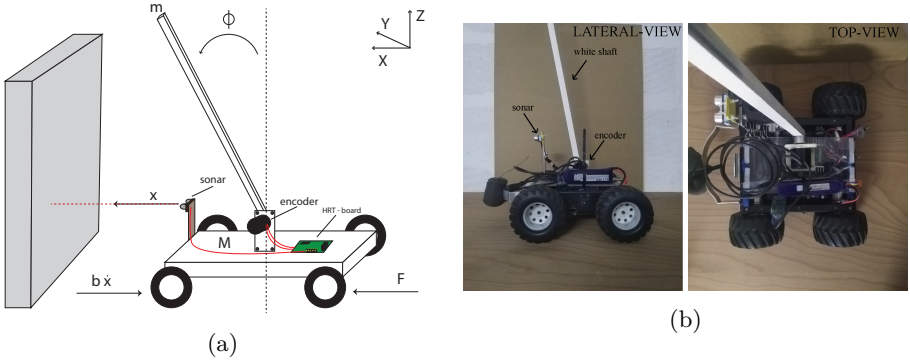 m
ϕ
Z
Y
X
sonar
x
encoder
HRT - board
M
b ẋ
F
(a)
LATERAL-VIEW
white shaft
sonar
encoder
TOP-VIEW
(b)